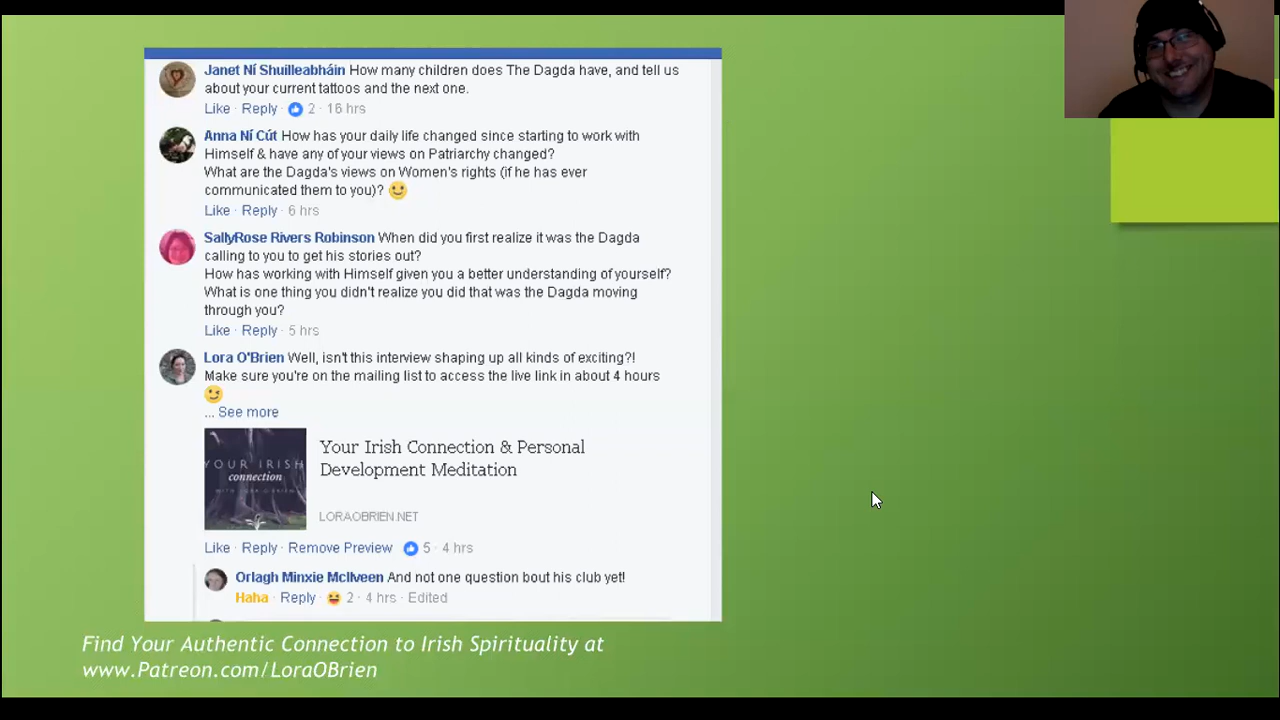 Janet Ní Shuilleabháin How many children does The Dagda have, and tell us
about your current tattoos and the next one.
Like · Reply · 2 · 16 hrs
Anna Ní Cút How has your daily life changed since starting to work with
Himself & have any of your views on Patriarchy changed?
What are the Dagda's views on Women's rights (if he has ever
communicated them to you)? 🙂
Like · Reply · 6 hrs
SallyRose Rivers Robinson When did you first realize it was the Dagda
calling to you to get his stories out?
How has working with Himself given you a better understanding of yourself?
What is one thing you didn't realize you did that was the Dagda moving
through you?
Like · Reply · 5 hrs
Lora O'Brien Well, isn't this interview shaping up all kinds of exciting?!
Make sure you're on the mailing list to access the live link in about 4 hours
😉
... See more
YOUR IRISH
connection
WITH LORA O'BRIEN
Your Irish Connection & Personal
Development Meditation
LORAOBRIEN.NET
Like · Reply · Remove Preview · 5 · 4 hrs
Orlagh Minxie McIlveen And not one question bout his club yet!
Haha · Reply · 😆 2 · 4 hrs · Edited
Find Your Authentic Connection to Irish Spirituality at
www.Patreon.com/LoraOBrien